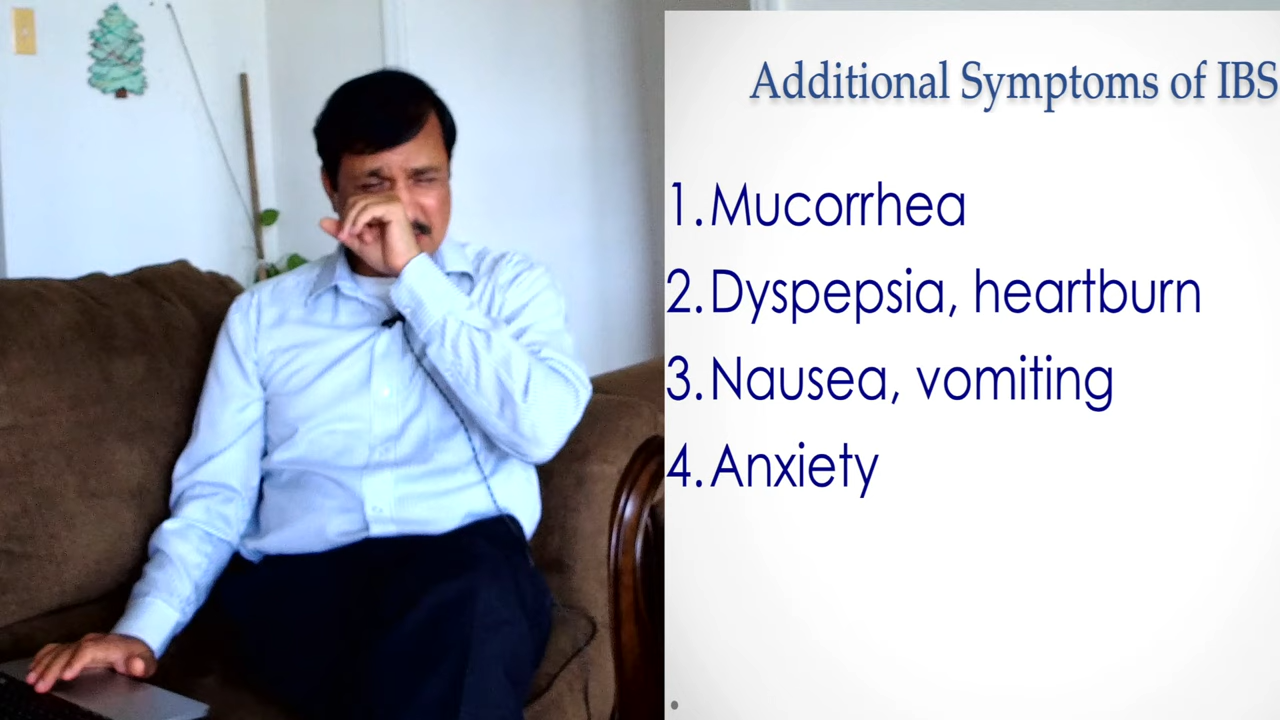 Additional Symptoms of IBS
1. Mucorrhea
2. Dyspepsia, heartburn
3. Nausea, vomiting
4. Anxiety